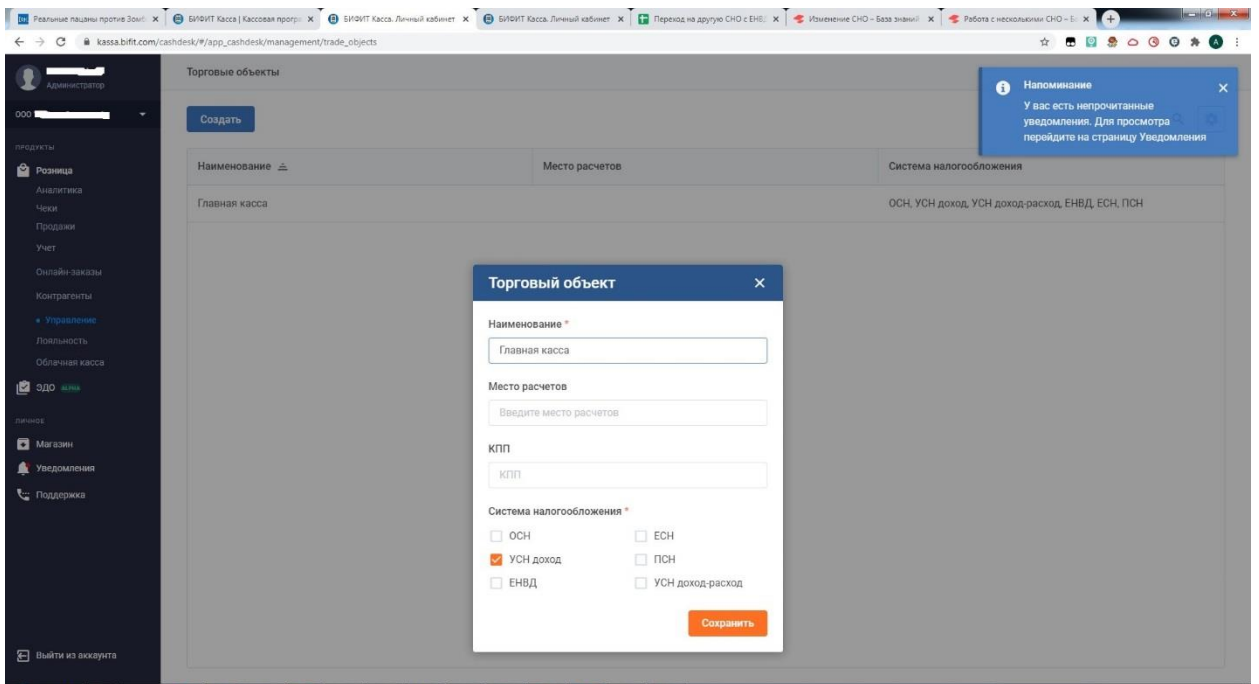 Реальные пацаны против Зомб
БИФИТ Касса | Кассовая прогр
БИФИТ Касса. Личный кабинет
БИФИТ Касса. Личный кабинет
Переход на другую СНО с ЕНВ
Изменение СНО – База знаний
Работа с несколькими СНО – Б
kassa.bifit.com/cashdesk/#/app_cashdesk/management/trade_objects
Администратор
ООО
ПРОДУКТЫ
Розница
Аналитика
Чеки
Продажи
Учет
Онлайн-заказы
Контрагенты
Управление
Лояльность
Облачная касса
ЭДО ALPHA
ЛИЧНОЕ
Магазин
Уведомления
Поддержка
Выйти из аккаунта
Торговые объекты
Создать
Наименование Место расчетов Система налогообложения
Главная касса ОСН, УСН доход, УСН доход-расход, ЕНВД, ЕСН, ПСН
Напоминание
У вас есть непрочитанные
уведомления. Для просмотра
перейдите на страницу Уведомления
Торговый объект
Наименование *
Главная касса
Место расчетов
Введите место расчетов
КПП
КПП
Система налогообложения *
ОСН ЕСН
УСН доход ПСН
ЕНВД УСН доход-расход
Сохранить